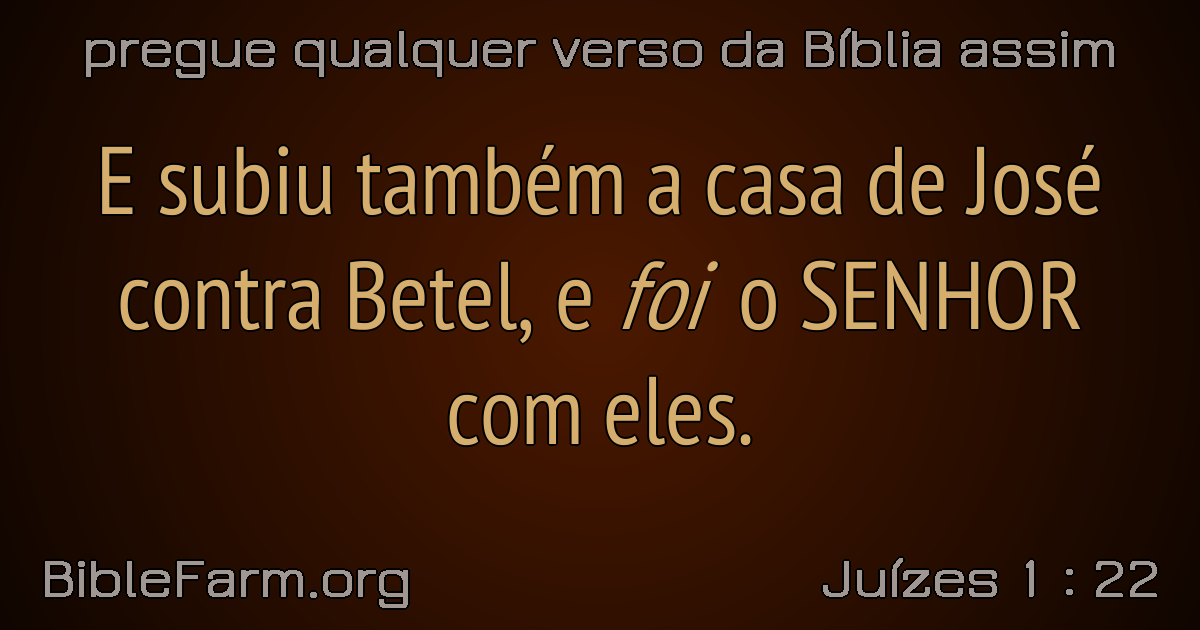 pregue qualquer verso da Bíblia assim
E subiu também a casa de José
contra Betel, e foi o SENHOR
com eles.
BibleFarm.org
Juízes 1 : 22